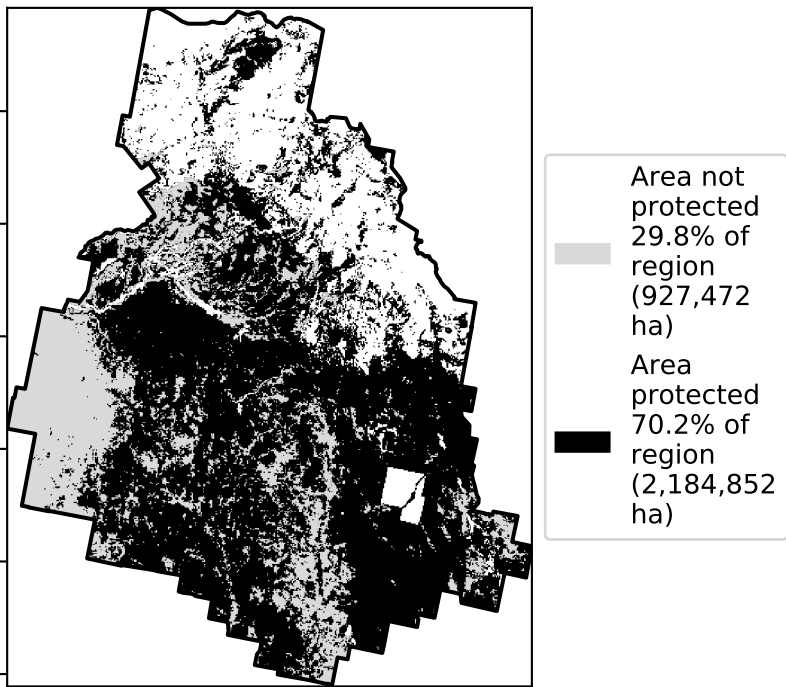 Area not
protected
29.8% of
region
(927,472
ha)
Area
protected
70.2% of
region
(2,184,852
ha)